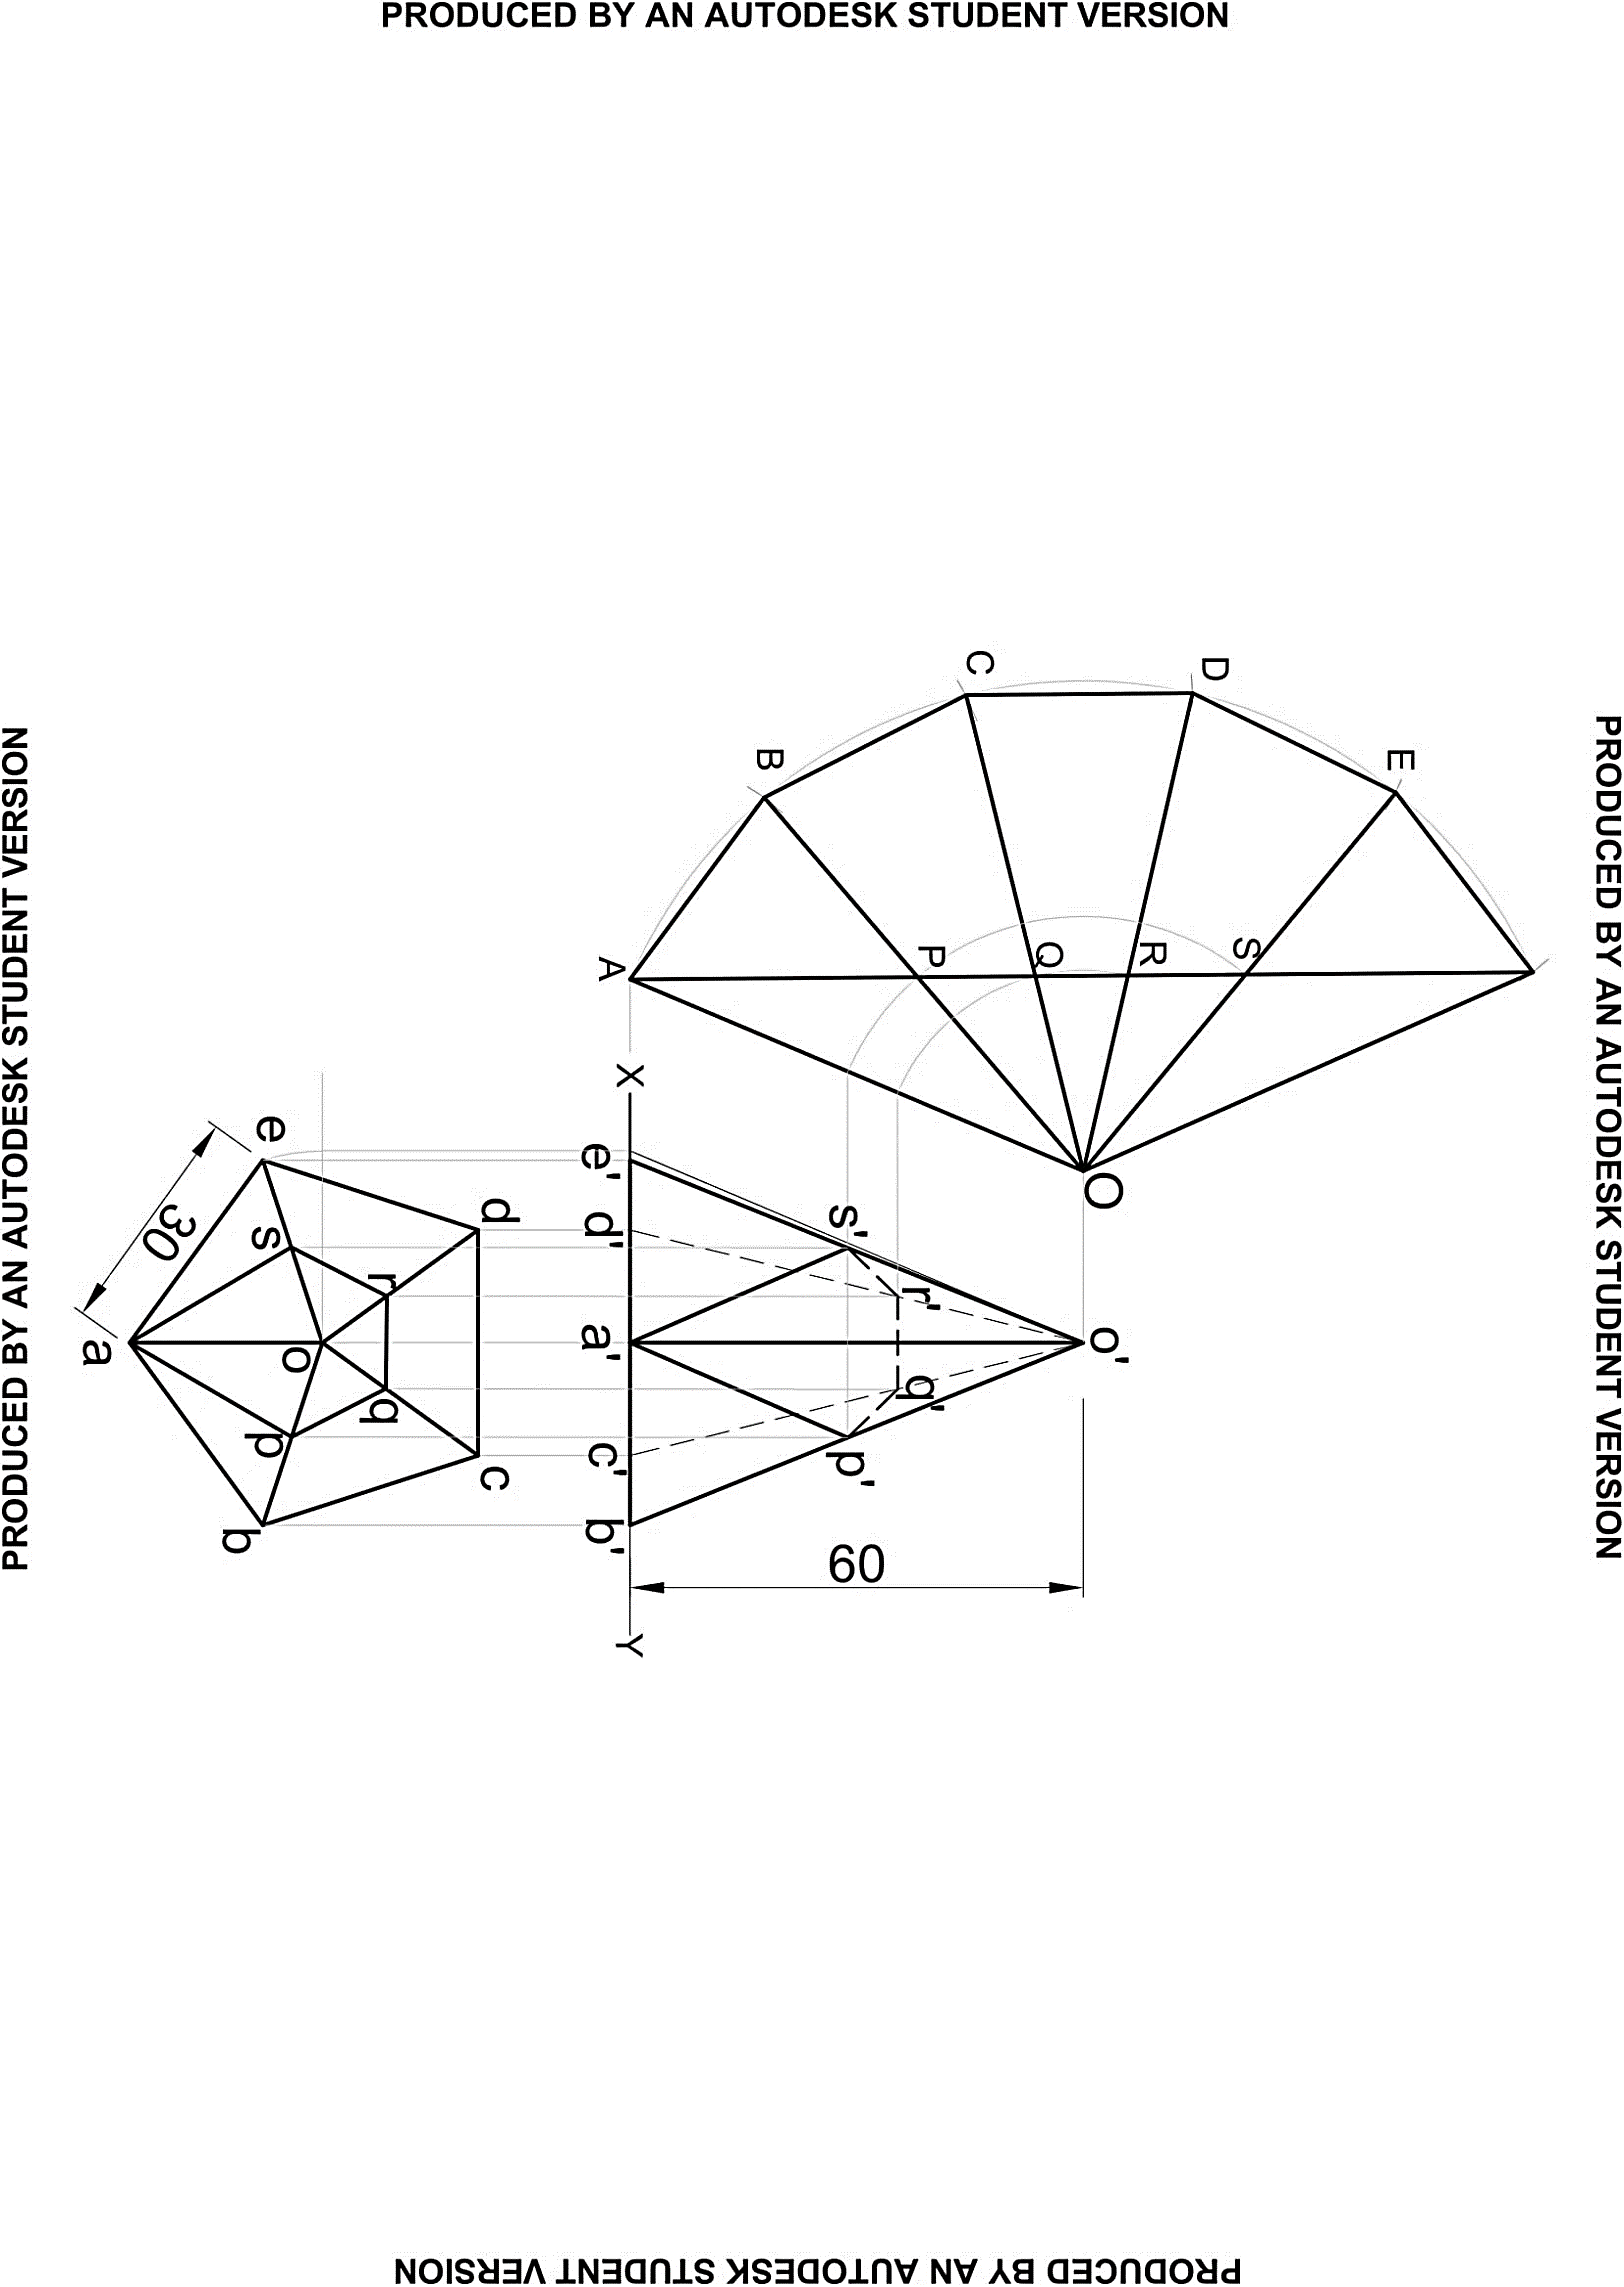 PRODUCED BY AN AUTODESK STUDENT VERSION
C
D
B
E
A
P
Q
R
S
X
O
e
e'
d
d'
s'
s
30
r
r'
a
o
a'
o'
q
q'
p
c
c'
p'
b
b'
60
Y
PRODUCED BY AN AUTODESK STUDENT VERSION
PRODUCED BY AN AUTODESK STUDENT VERSION
PRODUCED BY AN AUTODESK STUDENT VERSION